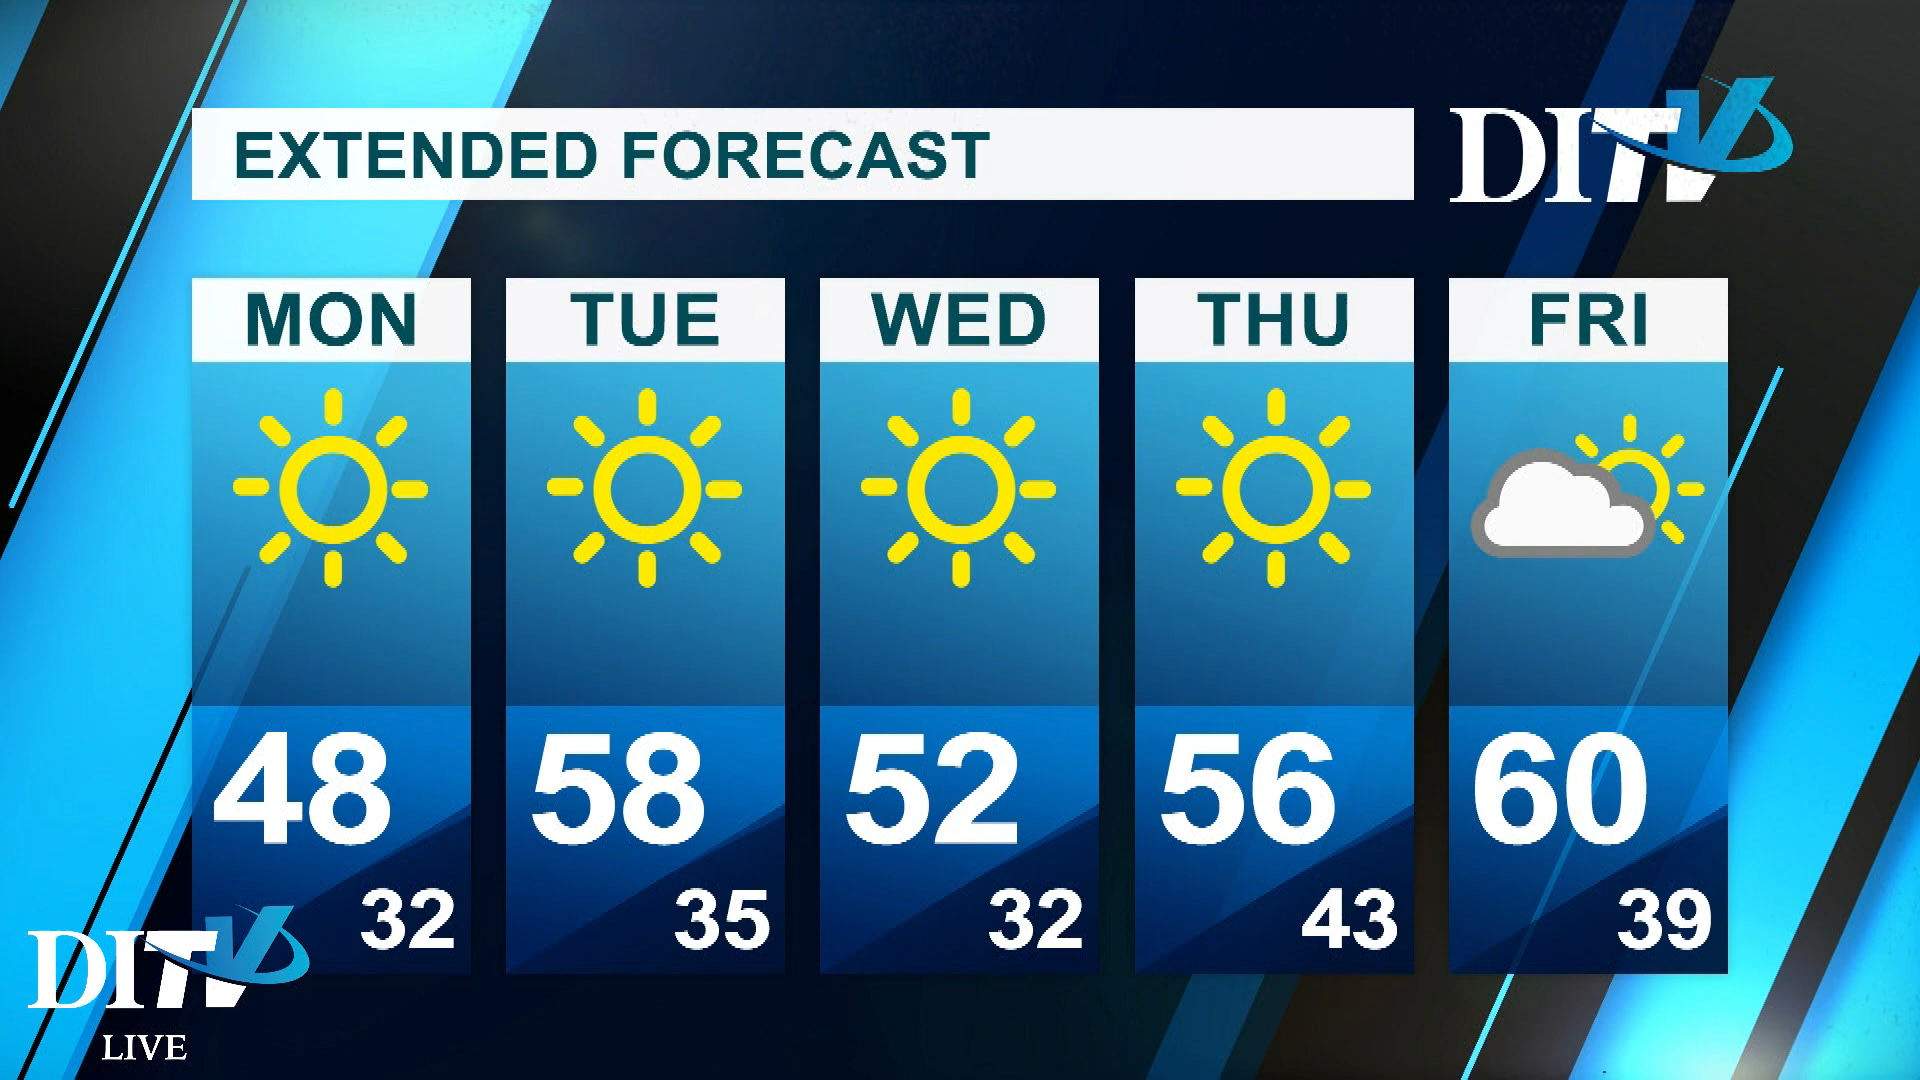 EXTENDED FORECAST
DITV
MON TUE WED THU FRI
48 58 52 56 60
32 35 32 43 39
DITV
LIVE